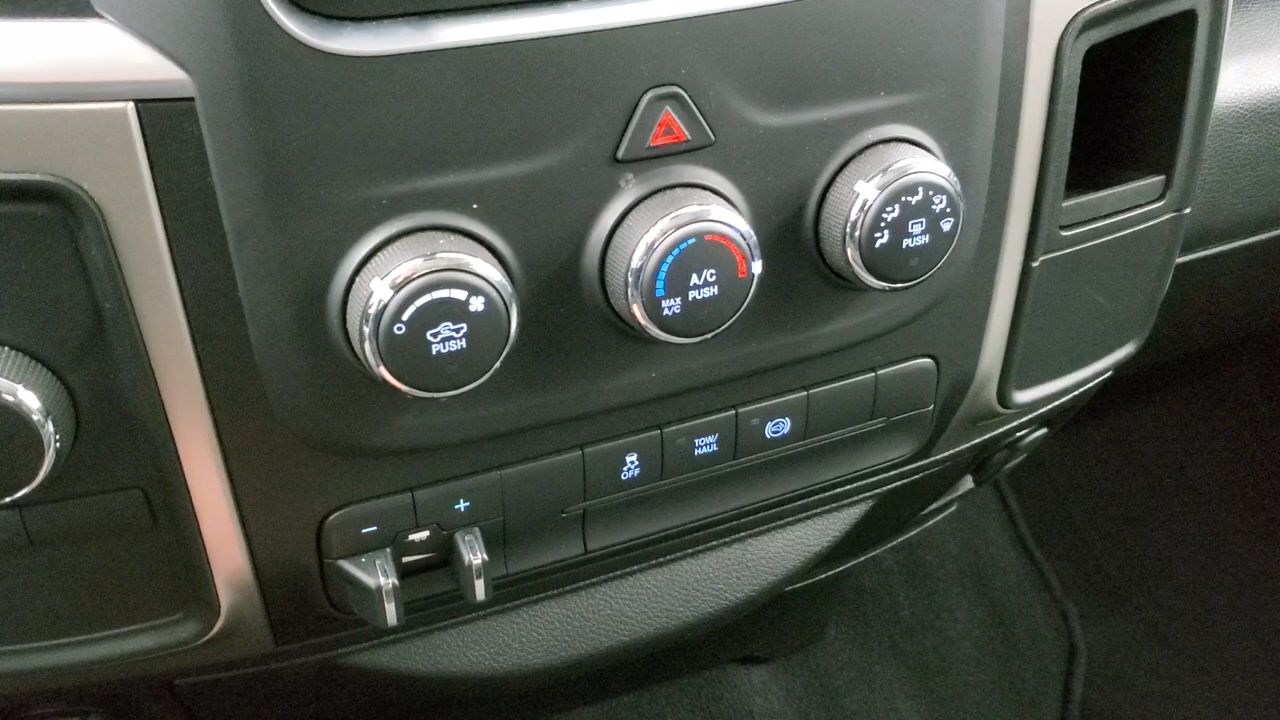 PUSH
A/C
PUSH
MAX
A/C
PUSH
OFF
TOW/
HAUL
−
+